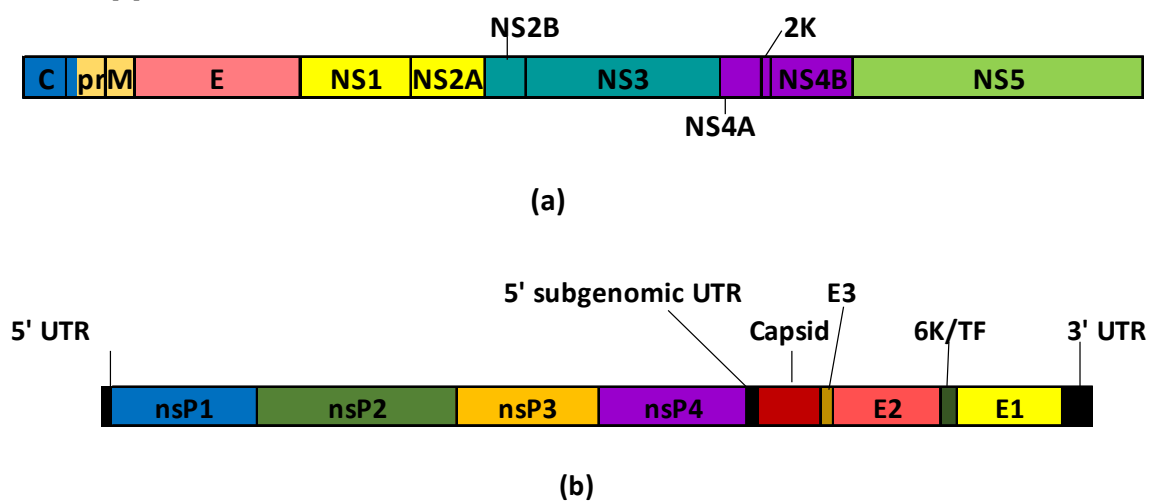 NS2B 2K
C pr M E NS1 NS2A NS3 NS4B NS5
NS4A
(a)
5' subgenomic UTR E3
5' UTR Capsid 6K/TF 3' UTR
nsP1 nsP2 nsP3 nsP4 E2 E1
(b)